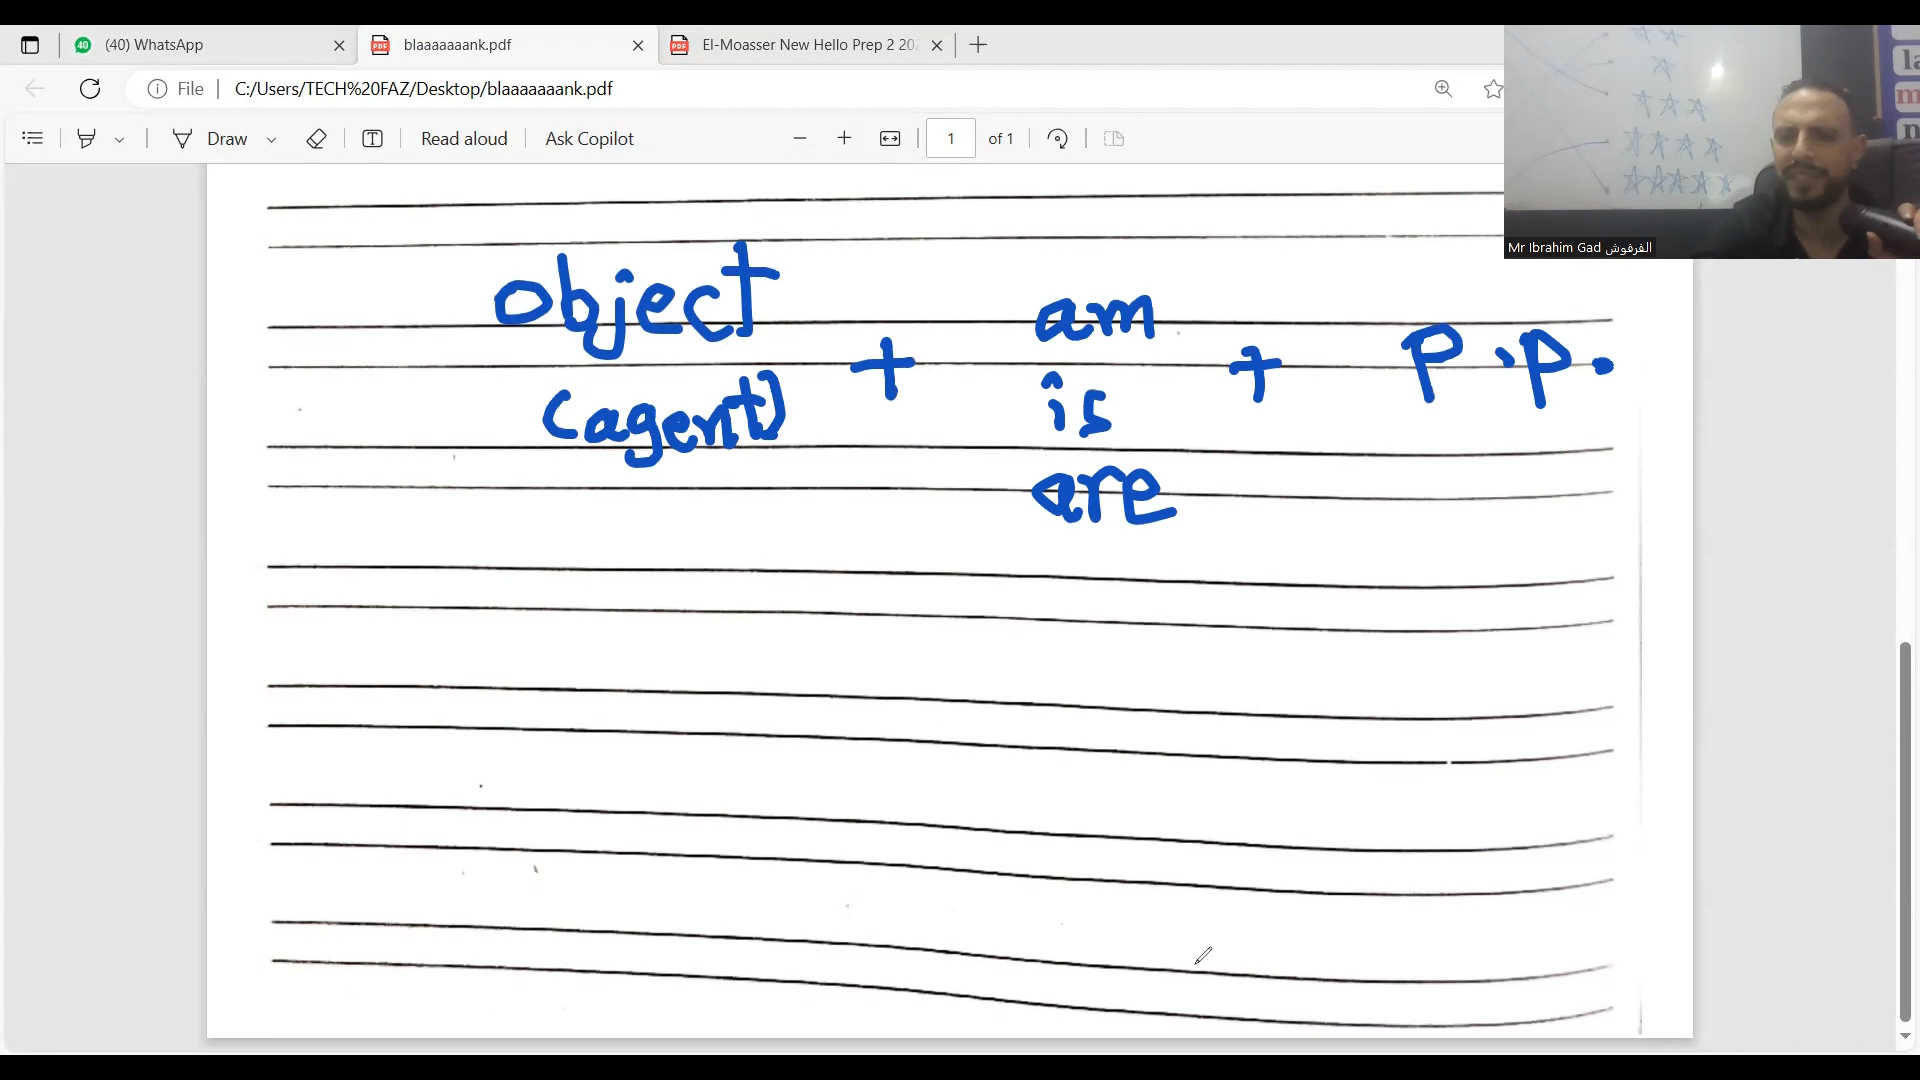 (40) WhatsApp
blaaaaaaank.pdf
El-Moasser New Hello Prep 2 202
File
C:/Users/TECH%20FAZ/Desktop/blaaaaaaank.pdf
Draw
Read aloud
Ask Copilot
1 of 1
Mr Ibrahim Gad الفرفوش
object
(agent)
+
am
is
are
+
P.P.